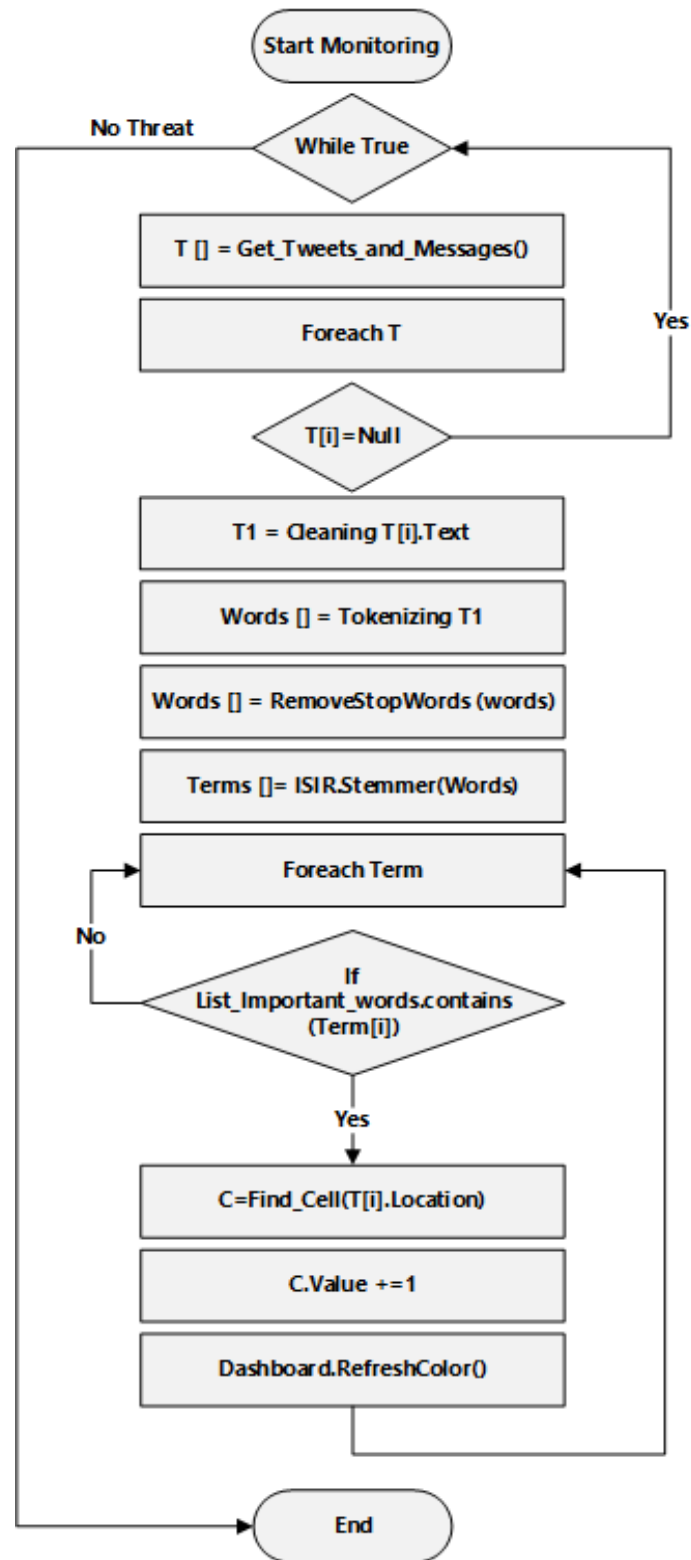 Start Monitoring
No Threat
While True
T [] = Get_Tweets_and_Messages()
Yes
Foreach T
T[i]=Null
T1 = Cleaning T[i].Text
Words [] = Tokenizing T1
Words [] = RemoveStopWords (words)
Terms []= ISIR.Stemmer(Words)
Foreach Term
No
If
List_Important_words.contains
(Term[i])
Yes
C=Find_Cell(T[i].Location)
C.Value +=1
Dashboard.RefreshColor()
End